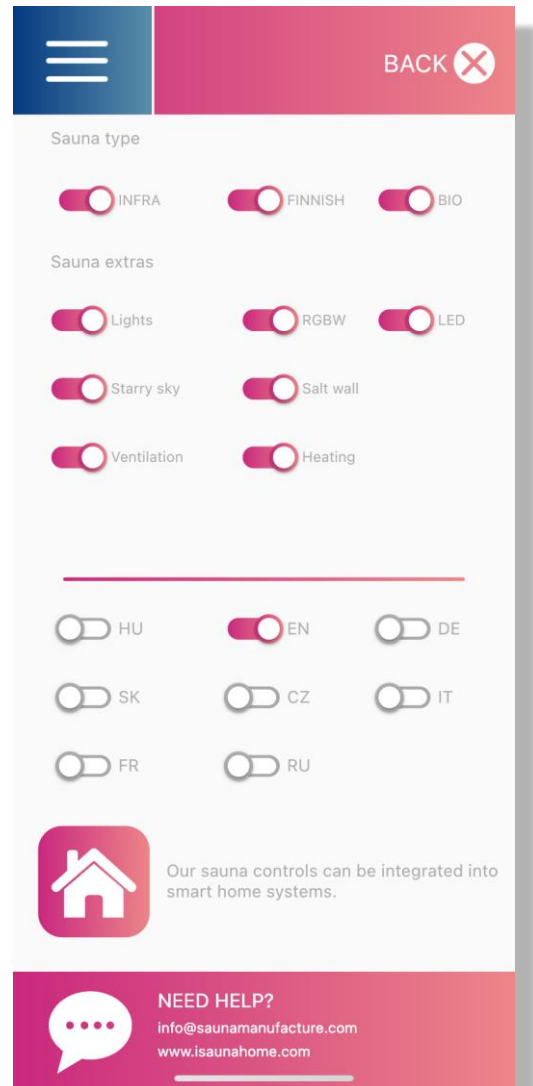 BACK
Sauna type
INFRA FINNISH BIO
Sauna extras
Lights RGBW LED
Starry sky Salt wall
Ventilation Heating
HU EN DE
SK CZ IT
FR RU
Our sauna controls can be integrated into
smart home systems.
NEED HELP?
info@saunamanufacture.com
www.isaunahome.com